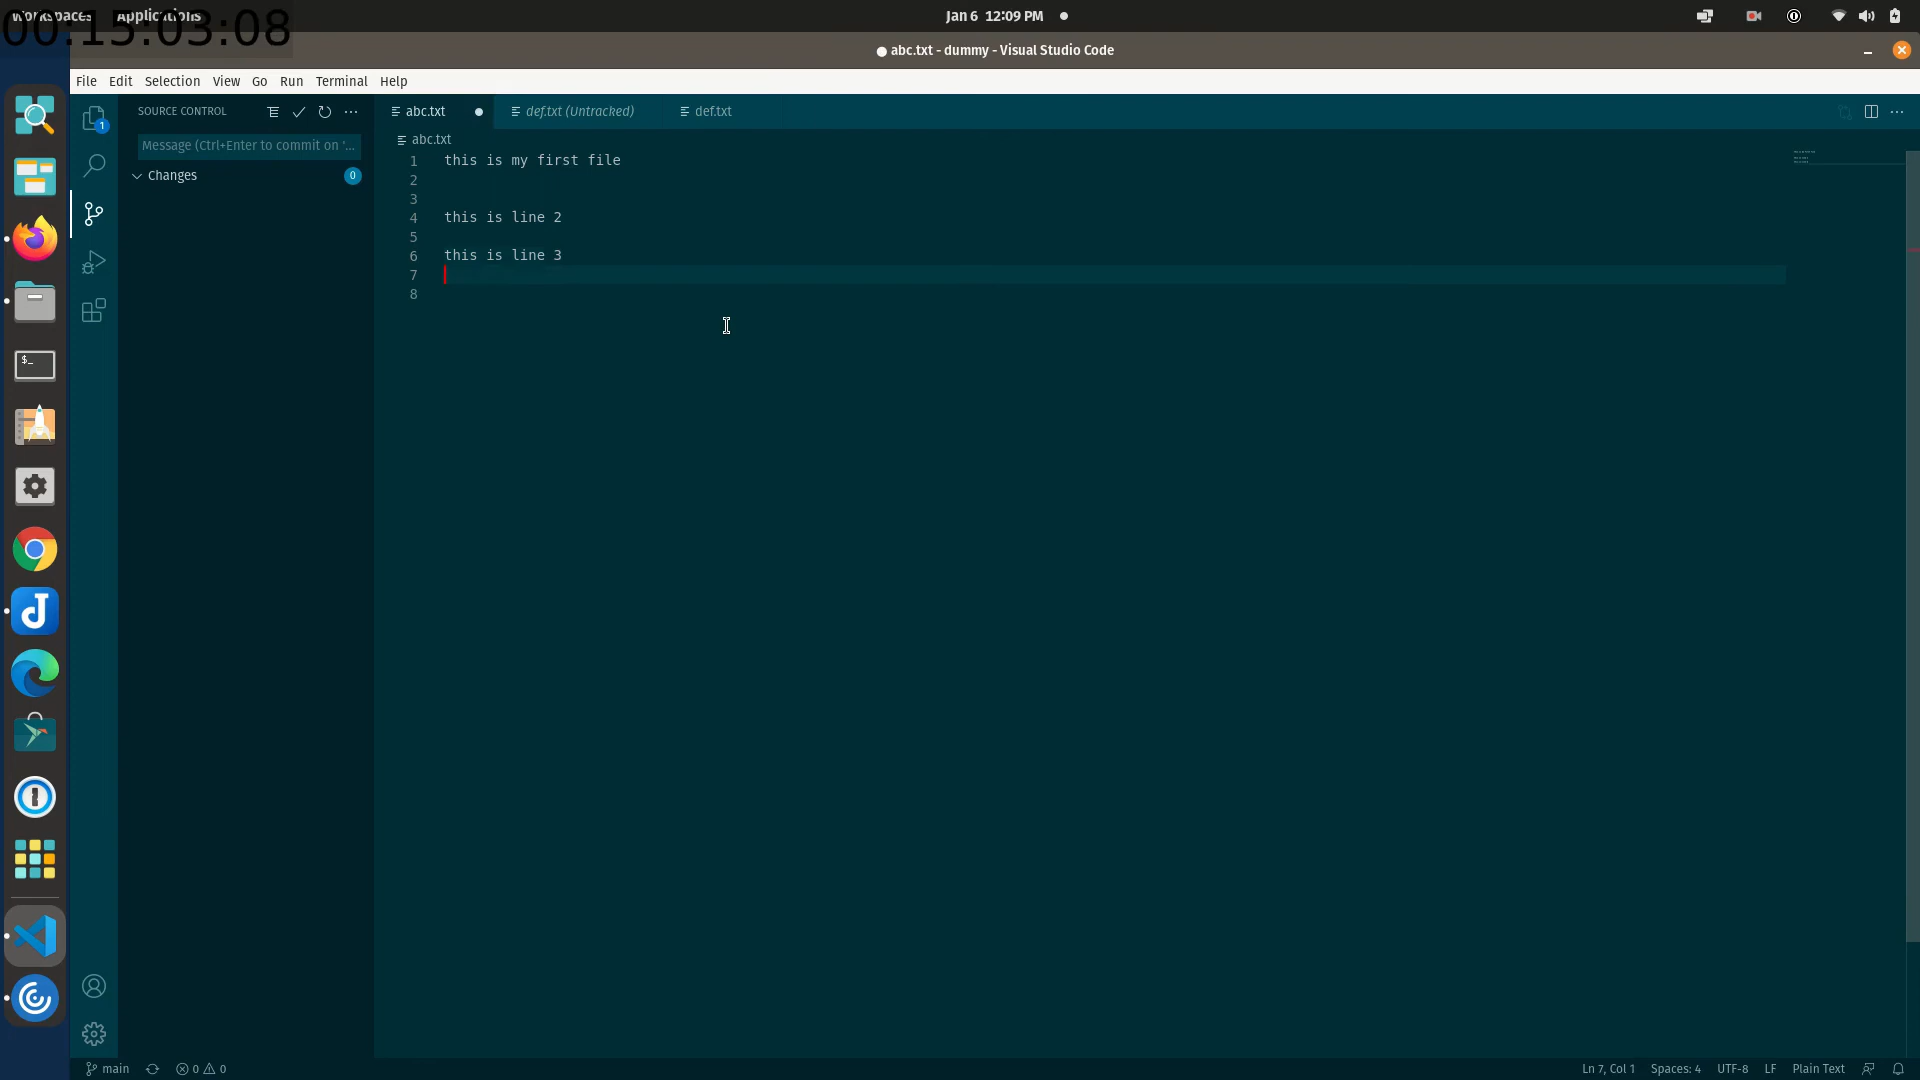 Workspaces Applications
00:15:03:08
Jan 6 12:09 PM
● abc.txt - dummy - Visual Studio Code
File Edit Selection View Go Run Terminal Help
SOURCE CONTROL
abc.txt
def.txt (Untracked)
def.txt
1
Message (Ctrl+Enter to commit on '...
abc.txt
Changes 0
1 this is my first file
2
3
4 this is line 2
5
6 this is line 3
7
8
$_
main
0 0
Ln 7, Col 1 Spaces: 4 UTF-8 LF Plain Text